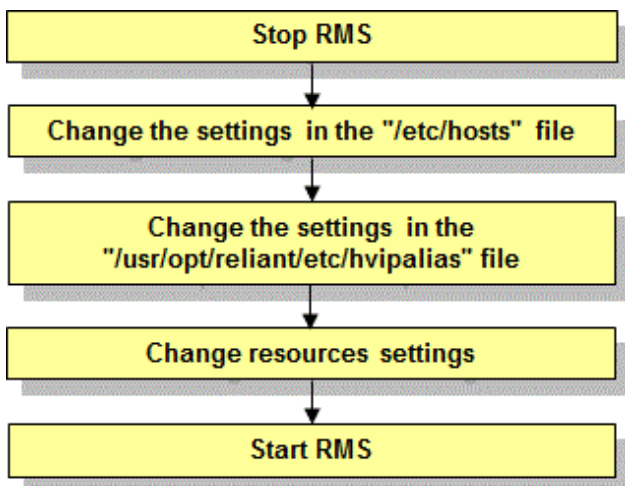 Stop RMS
Change the settings in the "/etc/hosts" file
Change the settings in the
"/usr/opt/reliant/etc/hvipalias" file
Change resources settings
Start RMS